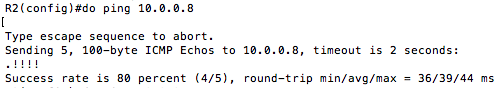 R2(config)#do ping 10.0.0.8
[
Type escape sequence to abort.
Sending 5, 100-byte ICMP Echos to 10.0.0.8, timeout is 2 seconds:
.!!!!
Success rate is 80 percent (4/5), round-trip min/avg/max = 36/39/44 ms